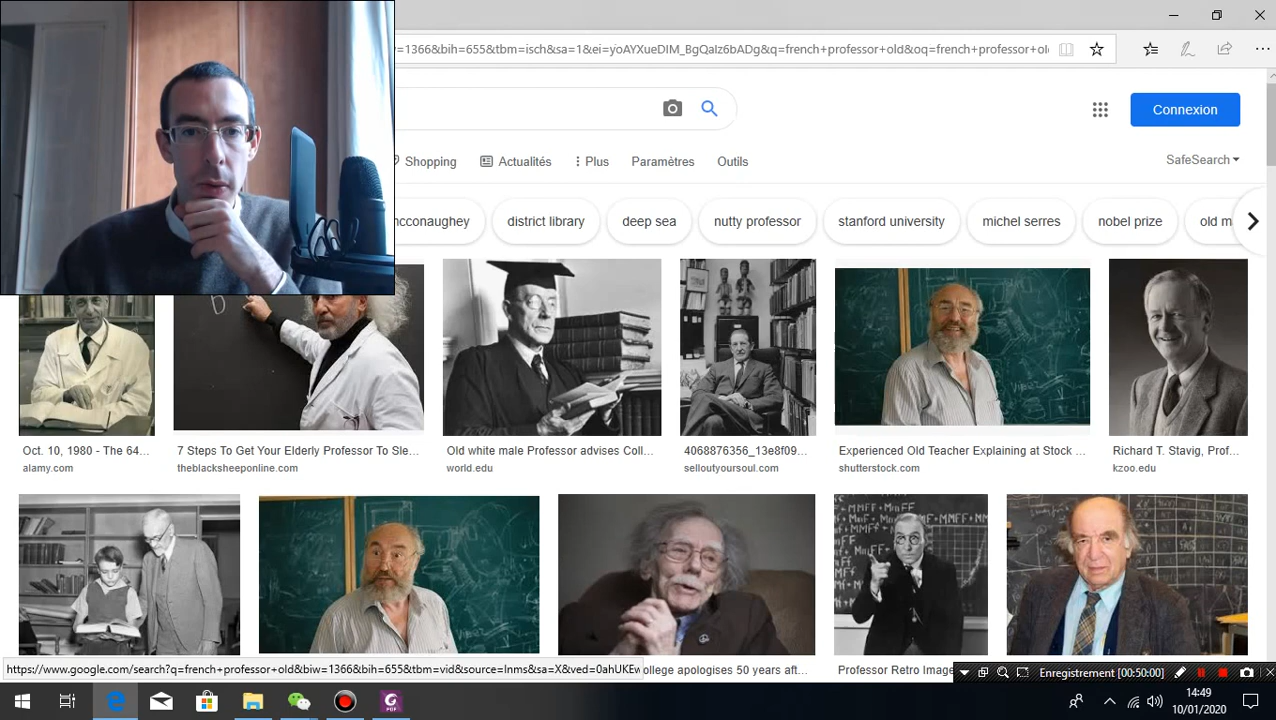 =1366&bih=655&tbm=isch&sa=1&ei=yoAYXueDIM_BgQaIz6bADg&q=french+professor+old&oq=french+professor+ol
Connexion
Shopping
Actualités
Plus
Paramètres
Outils
SafeSearch
mcconaughey
district library
deep sea
nutty professor
stanford university
michel serres
nobel prize
old m
Oct. 10, 1980 - The 64...
7 Steps To Get Your Elderly Professor To Sle...
Old white male Professor advises Coll...
4068876356_13e8f09...
Experienced Old Teacher Explaining at Stock ...
Richard T. Stavig, Prof...
alamy.com
theblacksheeponline.com
world.edu
selloutyoursoul.com
shutterstock.com
kzoo.edu
https://www.google.com/search?q=french+professor+old&biw=1366&bih=655&tbm=vid&source=lnms&sa=X&ved=0ahUKEw
ollege apologises 50 years aft...
Professor Retro Image
Enregistrement [00:50:00]
14:49
10/01/2020